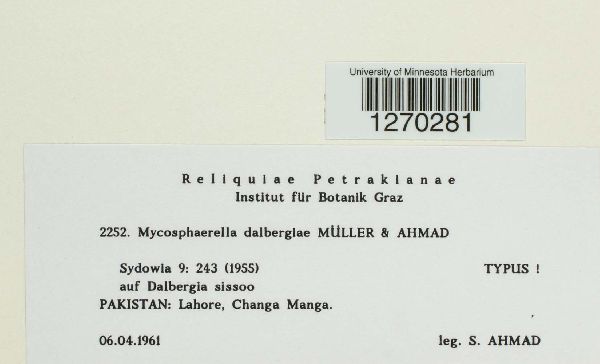 University of Minnesota Herbarium
1270281
Reliquiae Petrakianae
Institut für Botanik Graz
2252. Mycosphaerella dalbergiae MÜLLER & AHMAD
Sydowia 9: 243 (1955) TYPUS !
auf Dalbergia sissoo
PAKISTAN: Lahore, Changa Manga.
06.04.1961 leg. S. AHMAD